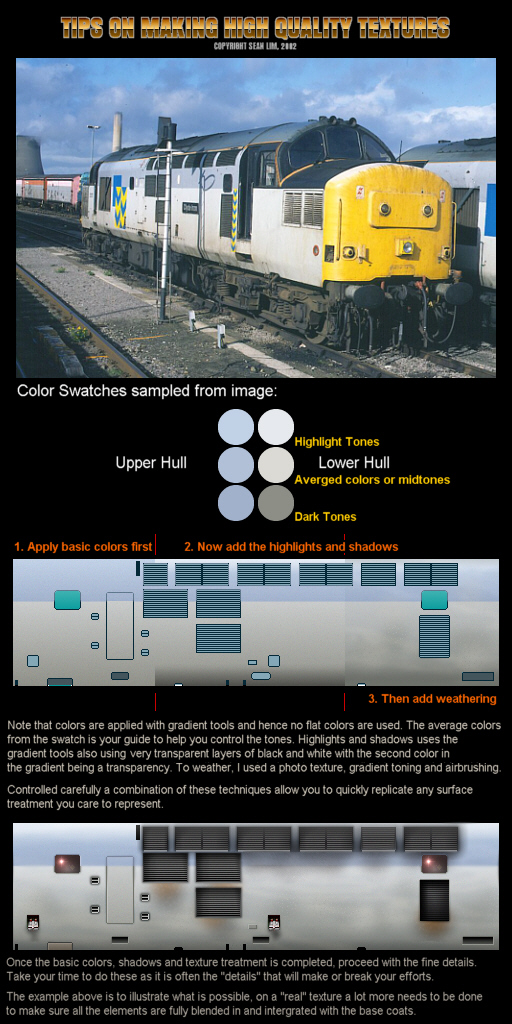 TIPS ON MAKING HIGH QUALITY TEXTURES
COPYRIGHT SEAH LIM, 2002
Color Swatches sampled from image:
Highlight Tones
Upper Hull
Lower Hull
Averged colors or midtones
Dark Tones
1. Apply basic colors first
2. Now add the highlights and shadows
3. Then add weathering
Note that colors are applied with gradient tools and hence no flat colors are used. The average colors
from the swatch is your guide to help you control the tones. Highlights and shadows uses the
gradient tools also using very transparent layers of black and white with the second color in
the gradient being a transparency. To weather, I used a photo texture, gradient toning and airbrushing.
Controlled carefully a combination of these techniques allow you to quickly replicate any surface
treatment you care to represent.
Once the basic colors, shadows and texture treatment is completed, proceed with the fine details.
Take your time to do these as it is often the "details" that will make or break your efforts.
The example above is to illustrate what is possible, on a "real" texture a lot more needs to be done
to make sure all the elements are fully blended in and intergrated with the base coats.